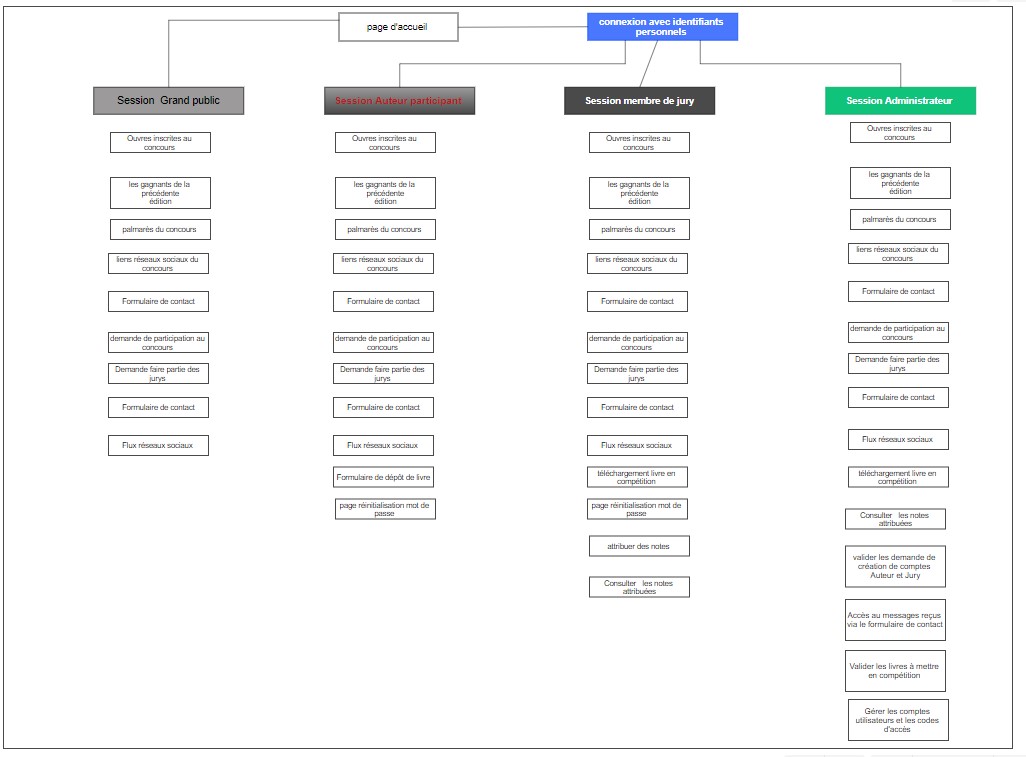 page d'accueil
connexion avec identifiants
personnels
Session  Grand public
Ouvres inscrites au
concours
les gagnants de la
précédente
édition
palmarès du concours
liens réseaux sociaux du
concours
Formulaire de contact
demande de participation au
concours
Demande faire partie des
jurys
Formulaire de contact
Flux réseaux sociaux
Session Auteur participant
Ouvres inscrites au
concours
les gagnants de la
précédente
édition
palmarès du concours
liens réseaux sociaux du
concours
Formulaire de contact
demande de participation au
concours
Demande faire partie des
jurys
Formulaire de contact
Flux réseaux sociaux
Formulaire de dépôt de livre
page réinitialisation mot de
passe
Session membre de jury
Ouvres inscrites au
concours
les gagnants de la
précédente
édition
palmarès du concours
liens réseaux sociaux du
concours
Formulaire de contact
demande de participation au
concours
Demande faire partie des
jurys
Formulaire de contact
Flux réseaux sociaux
téléchargement livre en
compétition
page réinitialisation mot de
passe
attribuer des notes
Consulter  les notes
attribuées
Session Administrateur
Ouvres inscrites au
concours
les gagnants de la
précédente
édition
palmarès du concours
liens réseaux sociaux du
concours
Formulaire de contact
demande de participation au
concours
Demande faire partie des
jurys
Formulaire de contact
Flux réseaux sociaux
téléchargement livre en
compétition
Consulter  les notes
attribuées
valider les demande de
création de comptes
Auteur et Jury
Accès au messages reçus
via le formulaire de contact
Valider les livres à mettre
en compétition
Gérer les comptes
utilisateurs et les codes
d'accès